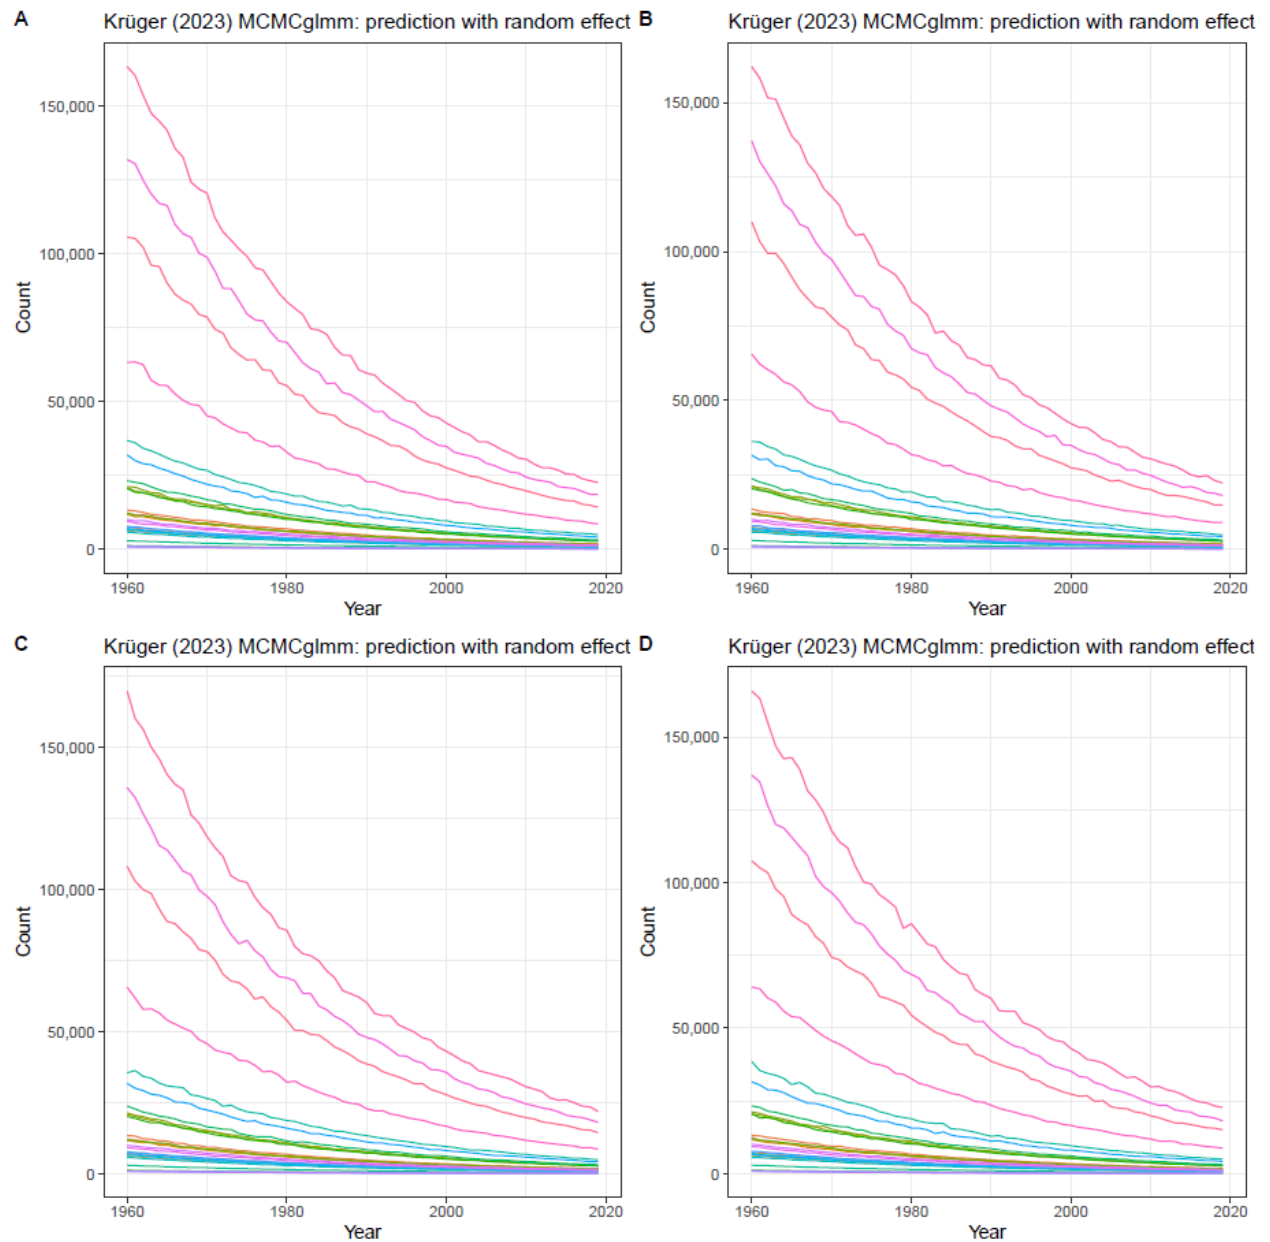 A Krüger (2023) MCMCglmm: prediction with random effect
150,000
100,000
50,000
0
Count
1960 1980 2000 2020
Year
B Krüger (2023) MCMCglmm: prediction with random effect
150,000
100,000
50,000
0
Count
1960 1980 2000 2020
Year
C Krüger (2023) MCMCglmm: prediction with random effect
150,000
100,000
50,000
0
Count
1960 1980 2000 2020
Year
D Krüger (2023) MCMCglmm: prediction with random effect
150,000
100,000
50,000
0
Count
1960 1980 2000 2020
Year